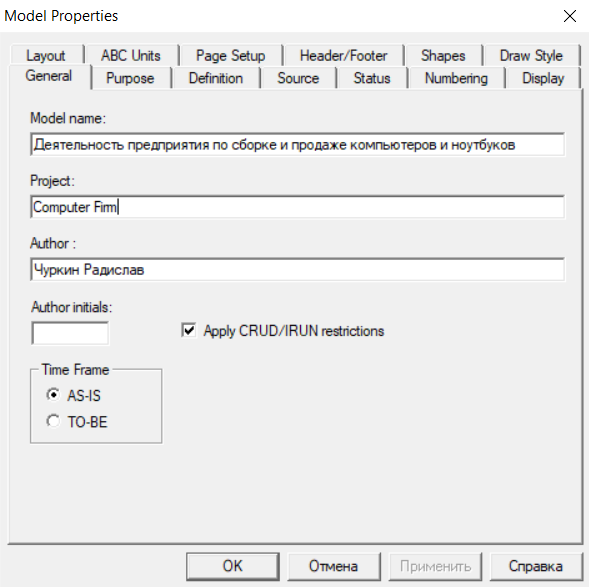 Model Properties
Layout ABC Units Page Setup Header/Footer Shapes Draw Style
General Purpose Definition Source Status Numbering Display
Model name:
Деятельность предприятия по сборке и продаже компьютеров и ноутбуков
Project:
Computer Firm
Author :
Чуркин Радислав
Author initials:
Apply CRUD/IRUN restrictions
Time Frame
AS-IS
TO-BE
OK Отмена Применить Справка